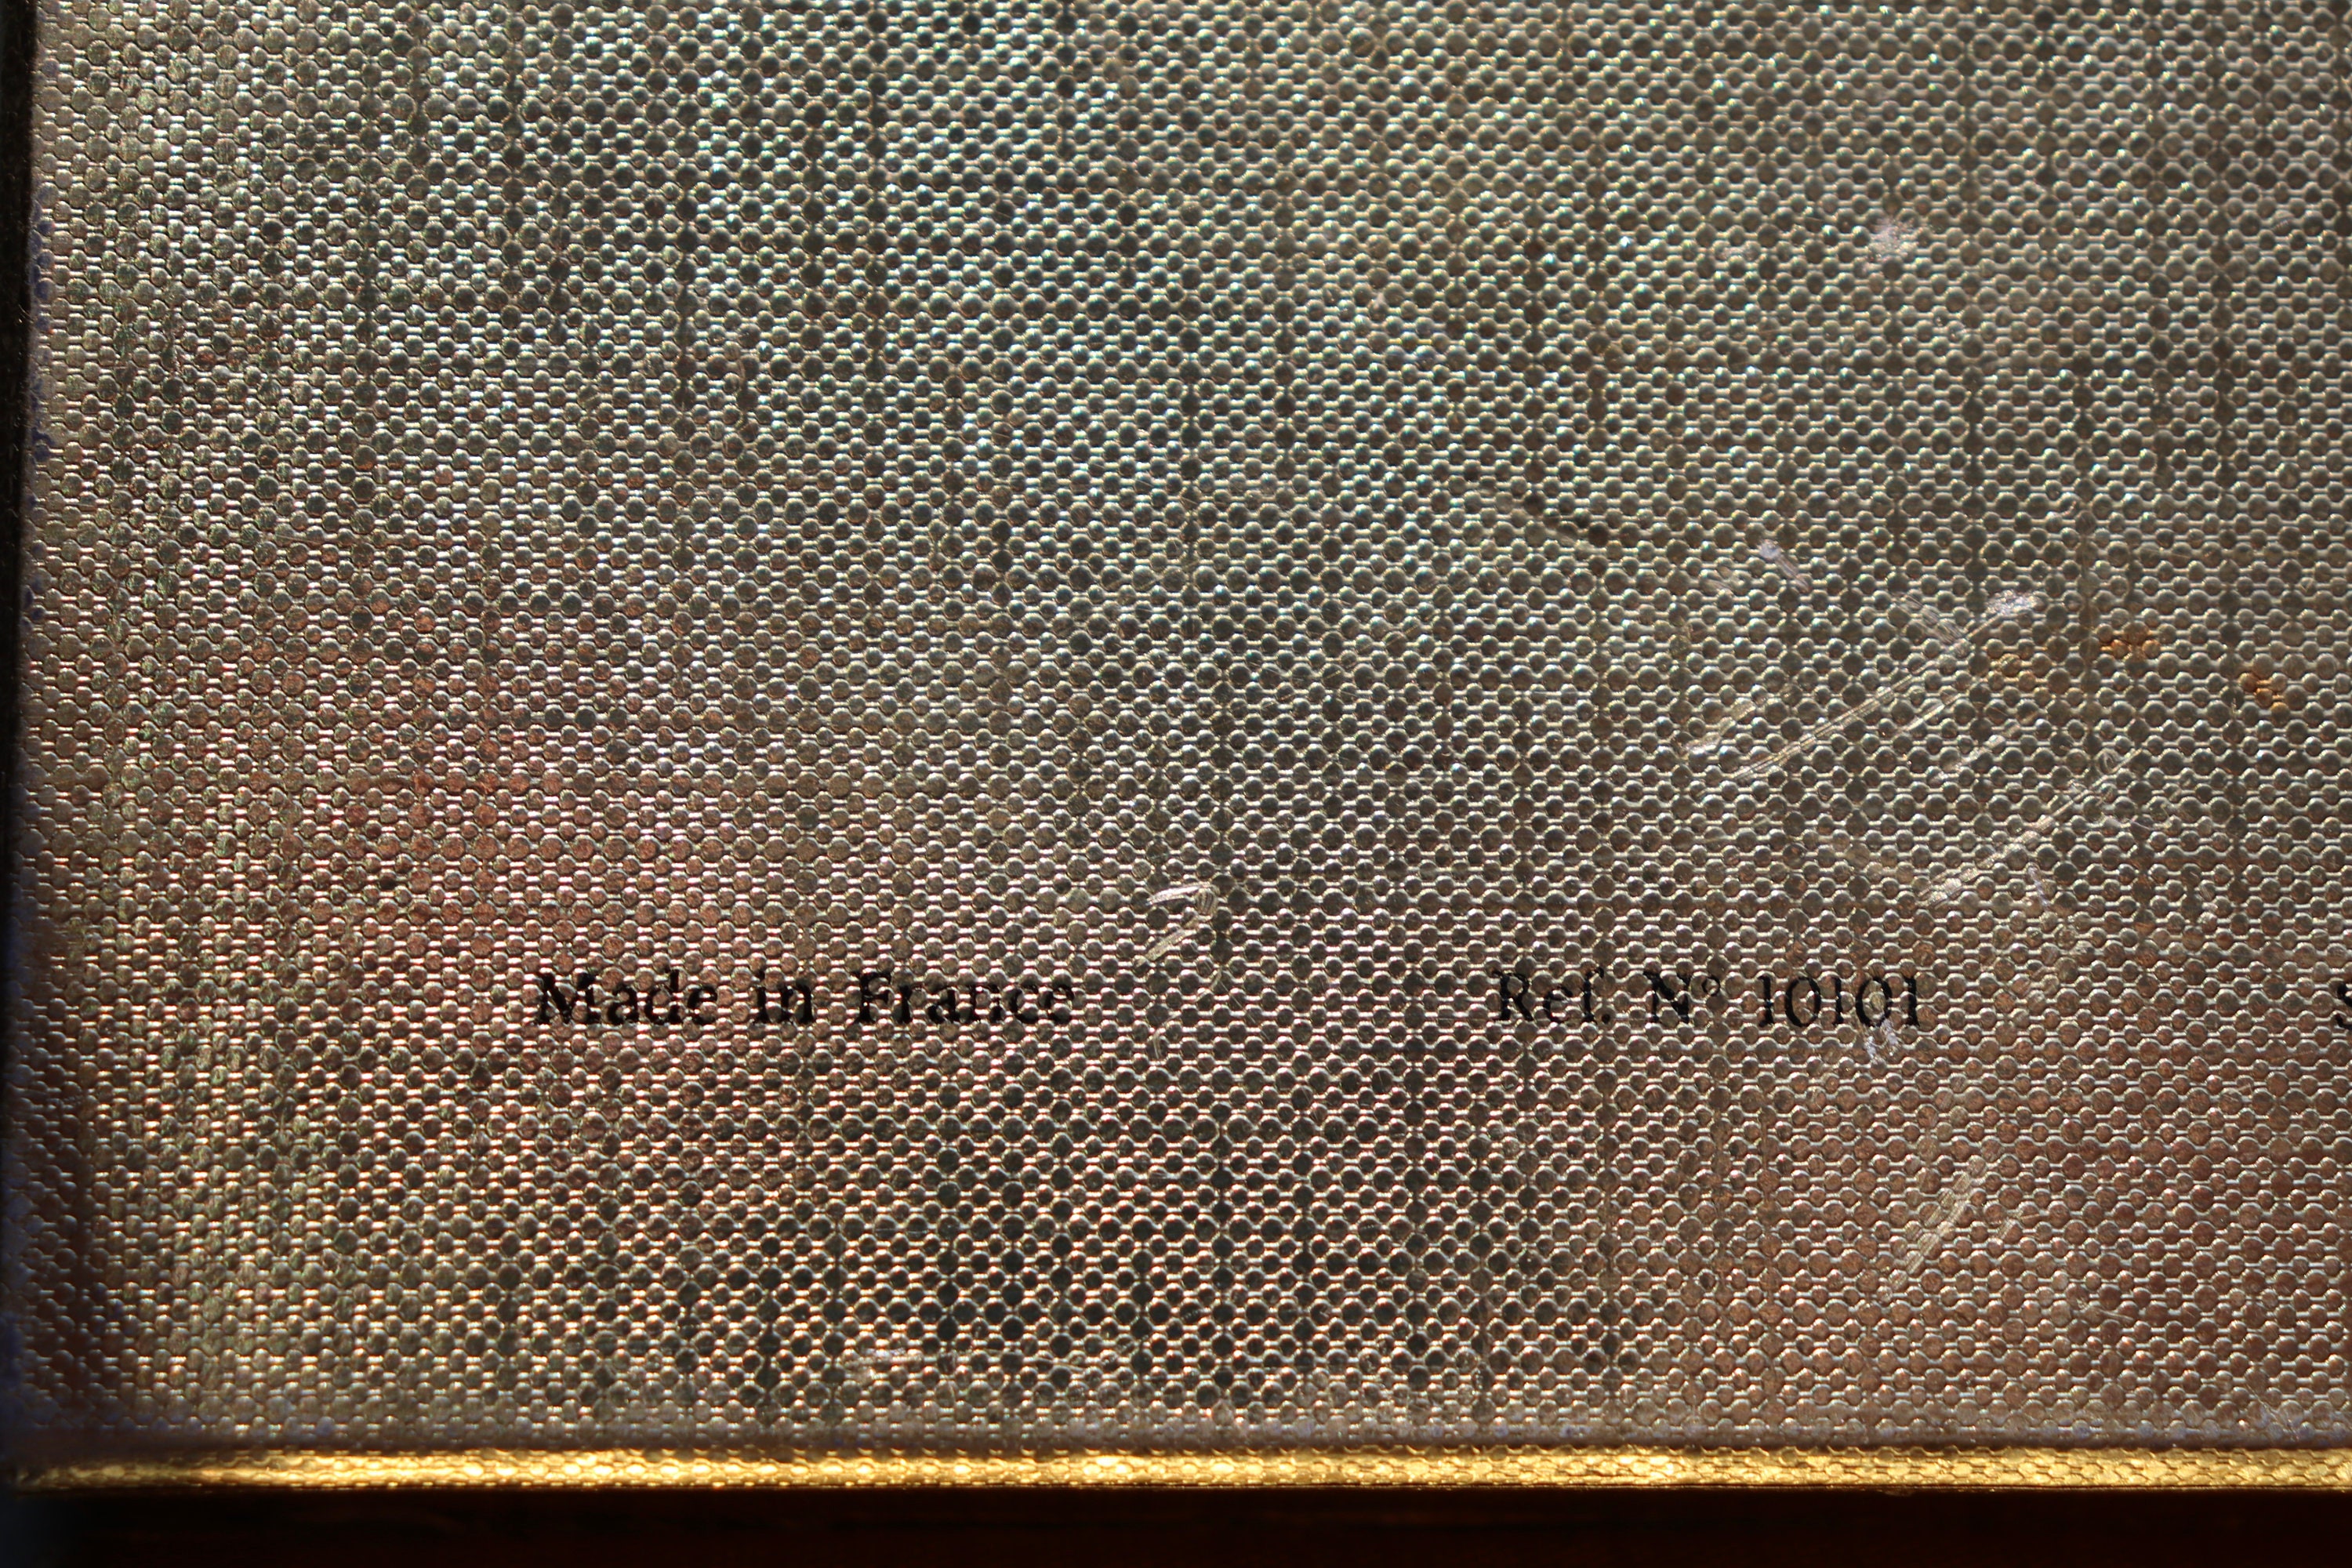 Made in France Ref. N° 10101